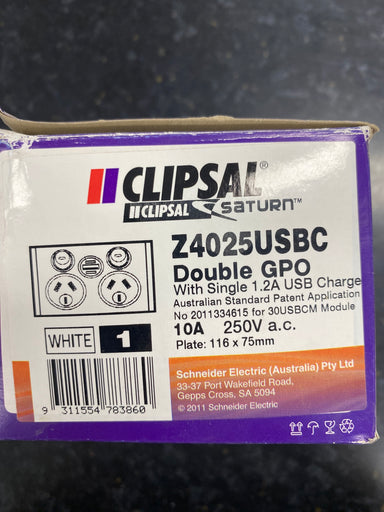 CLIPSAL®
CLIPSAL SATURN™
Z4025USBC
Double GPO
With Single 1.2A USB Charge
Australian Standard Patent Application
No 2011334615 for 30USBCM Module
10A 250V a.c.
Plate: 116 x 75mm
WHITE 1
Schneider Electric (Australia) Pty Ltd
33-37 Port Wakefield Road,
Gepps Cross, SA 5094
© 2011 Schneider Electric
9 311554 783860